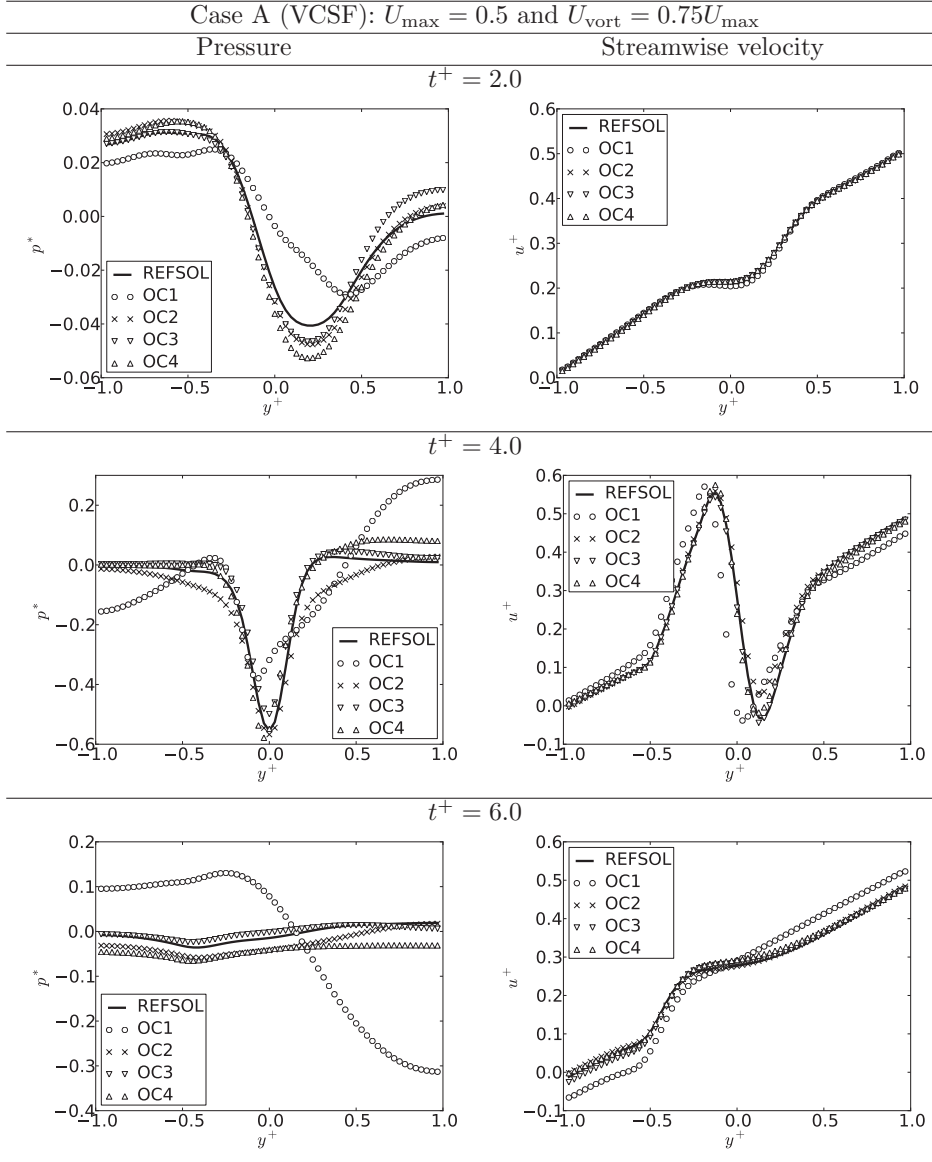 Case A (VCSF): U_max = 0.5 and U_vort = 0.75U_max
Pressure Streamwise velocity
t⁺ = 2.0
0.04
0.02
0.00
−0.02
−0.04
−0.06
p*
REFSOL
OC1
OC2
OC3
OC4
−1.0 −0.5 0.0 0.5 1.0
y⁺
0.6
0.5
0.4
0.3
0.2
0.1
0.0
u⁺
REFSOL
OC1
OC2
OC3
OC4
−1.0 −0.5 0.0 0.5 1.0
y⁺
t⁺ = 4.0
0.2
0.0
−0.2
−0.4
−0.6
p*
REFSOL
OC1
OC2
OC3
OC4
−1.0 −0.5 0.0 0.5 1.0
y⁺
0.6
0.5
0.4
0.3
0.2
0.1
0.0
−0.1
u⁺
REFSOL
OC1
OC2
OC3
OC4
−1.0 −0.5 0.0 0.5 1.0
y⁺
t⁺ = 6.0
0.2
0.1
0.0
−0.1
−0.2
−0.3
−0.4
p*
REFSOL
OC1
OC2
OC3
OC4
−1.0 −0.5 0.0 0.5 1.0
y⁺
0.6
0.5
0.4
0.3
0.2
0.1
0.0
−0.1
u⁺
REFSOL
OC1
OC2
OC3
OC4
−1.0 −0.5 0.0 0.5 1.0
y⁺